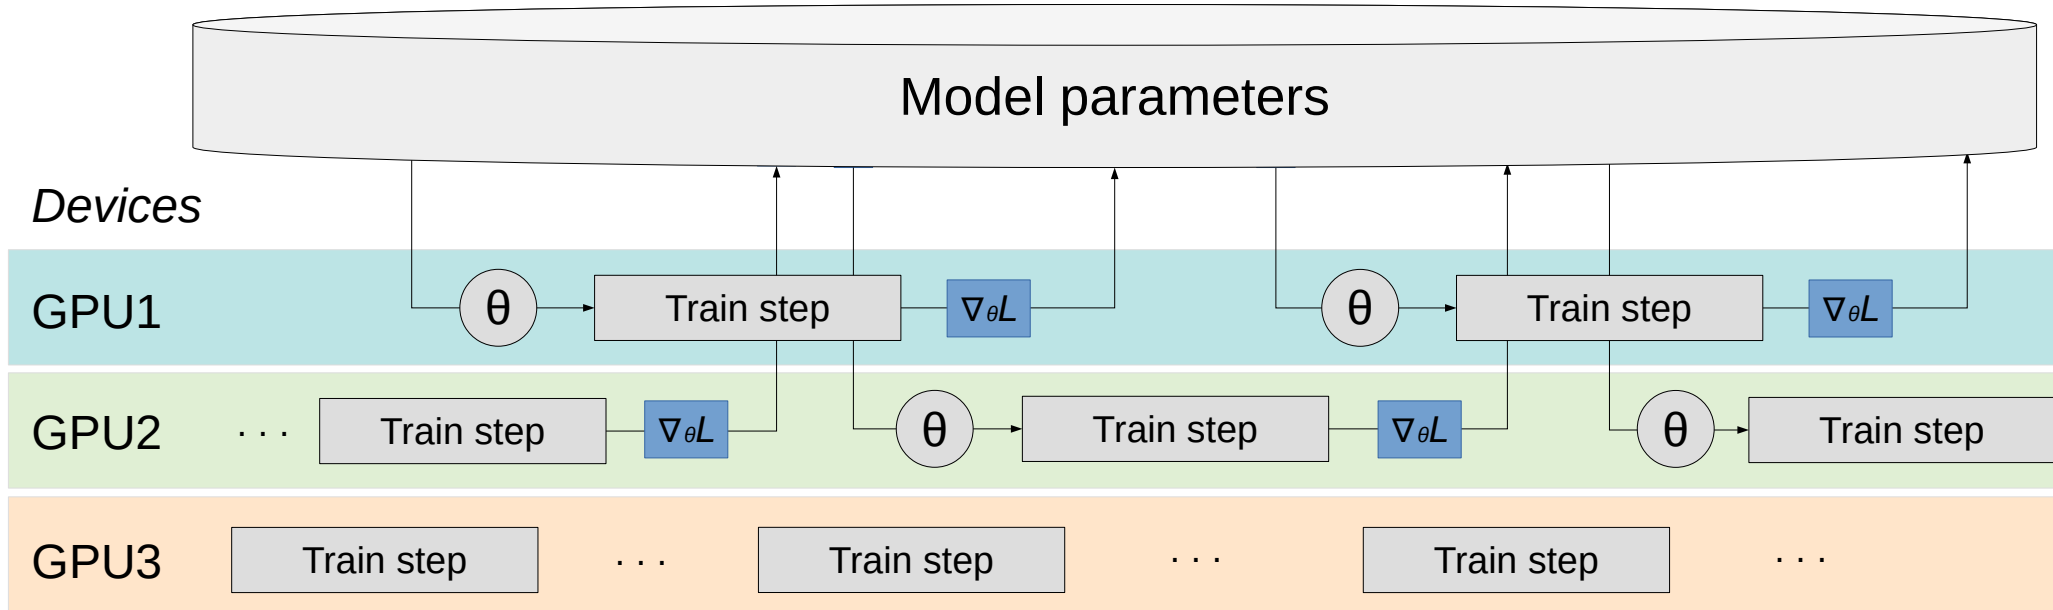 Model parameters
Devices
GPU1 θ Train step ∇θL θ Train step ∇θL
GPU2 . . . Train step ∇θL θ Train step ∇θL θ Train step
GPU3 Train step . . . Train step . . . Train step . . .